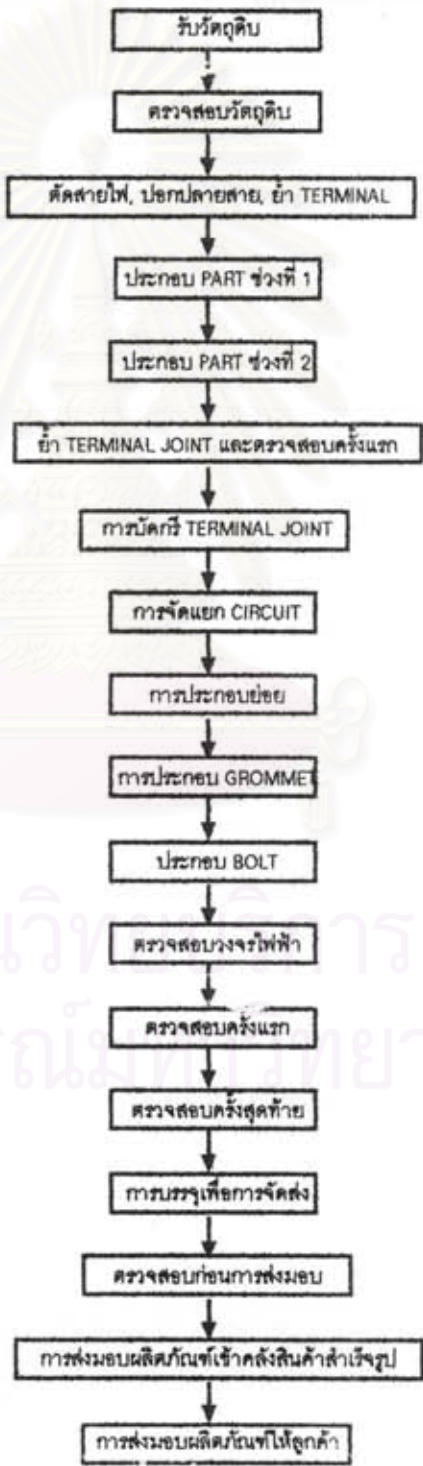 รับวัตถุดิบ
ตรวจสอบวัตถุดิบ
ตัดสายไฟ, ปอกปลายสาย, ย้ำ TERMINAL
ประกอบ PART ช่วงที่ 1
ประกอบ PART ช่วงที่ 2
ย้ำ TERMINAL JOINT และตรวจสอบครั้งแรก
การบัดกรี TERMINAL JOINT
การจัดแยก CIRCUIT
การประกอบย่อย
การประกอบ GROMMET
ประกอบ BOLT
ตรวจสอบวงจรไฟฟ้า
ตรวจสอบครั้งแรก
ตรวจสอบครั้งสุดท้าย
การบรรจุเพื่อการจัดส่ง
ตรวจสอบก่อนการส่งมอบ
การส่งมอบผลิตภัณฑ์เข้าคลังสินค้าสำเร็จรูป
การส่งมอบผลิตภัณฑ์ให้ลูกค้า